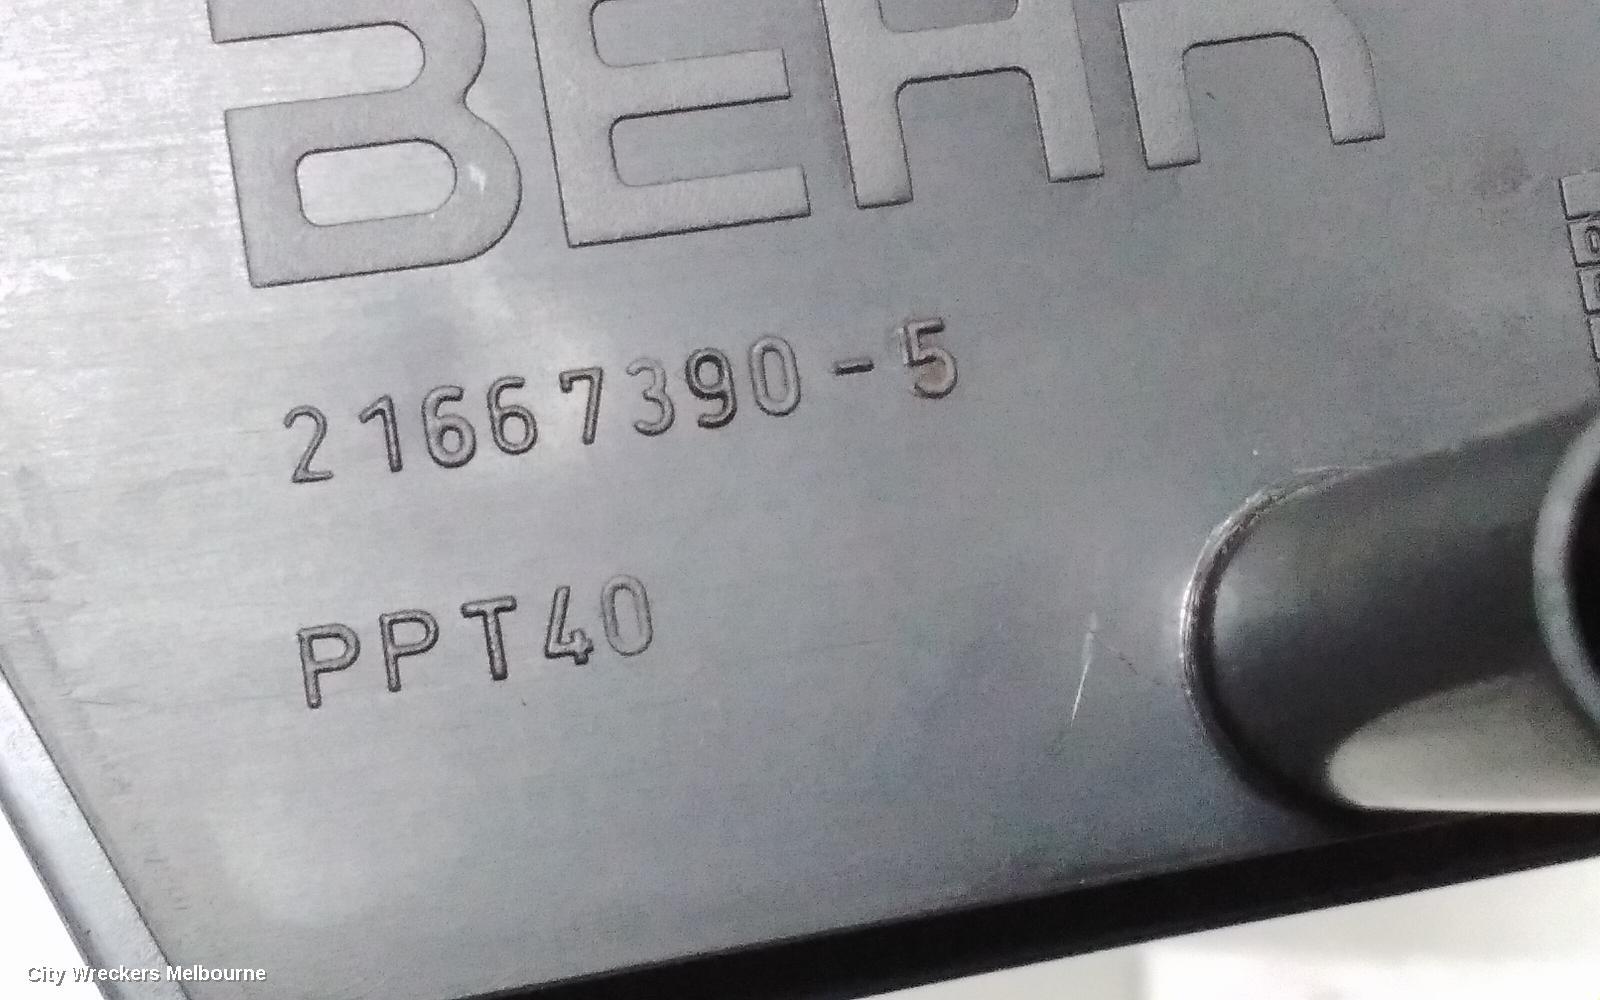 BEHR
21667390-5
PPT40
City Wreckers Melbourne